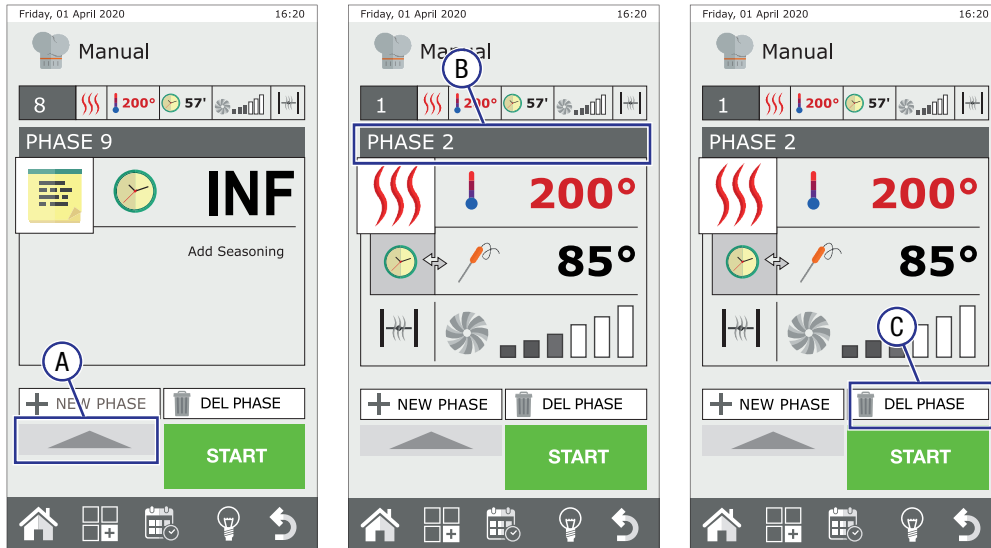 Friday, 01 April 2020 16:20
Manual
8 200° 57'
PHASE 9
INF
Add Seasoning
A
NEW PHASE DEL PHASE
START
Friday, 01 April 2020 16:20
Manual
B
1 200° 57'
PHASE 2
200°
85°
NEW PHASE DEL PHASE
START
Friday, 01 April 2020 16:20
Manual
1 200° 57'
PHASE 2
200°
85°
C
NEW PHASE DEL PHASE
START